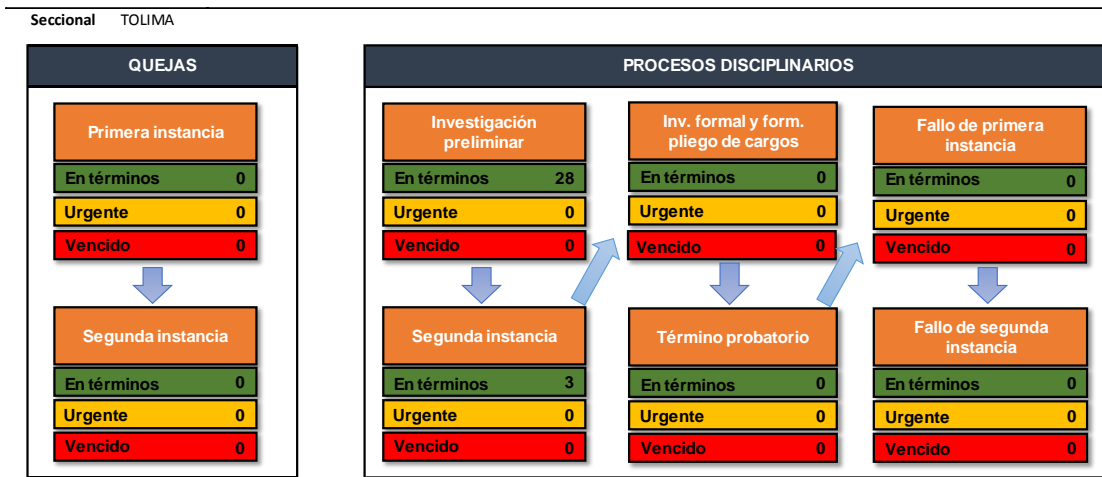 Seccional TOLIMA
QUEJAS
Primera instancia
En términos 0
Urgente 0
Vencido 0
Segunda instancia
En términos 0
Urgente 0
Vencido 0
PROCESOS DISCIPLINARIOS
Investigación
preliminar
En términos 28
Urgente 0
Vencido 0
Segunda instancia
En términos 3
Urgente 0
Vencido 0
Inv. formal y form.
pliego de cargos
En términos 0
Urgente 0
Vencido 0
Término probatorio
En términos 0
Urgente 0
Vencido 0
Fallo de primera
instancia
En términos 0
Urgente 0
Vencido 0
Fallo de segunda
instancia
En términos 0
Urgente 0
Vencido 0